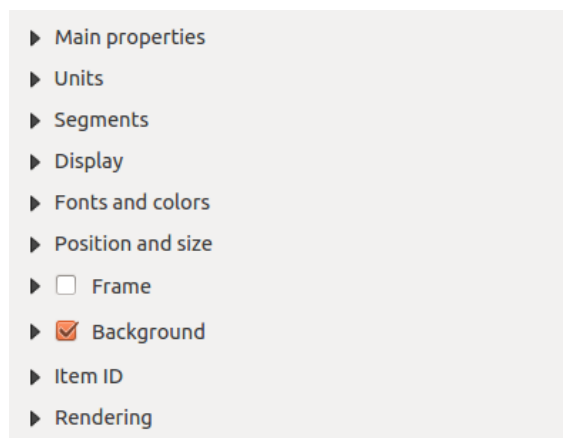 Main properties
Units
Segments
Display
Fonts and colors
Position and size
Frame
Background
Item ID
Rendering